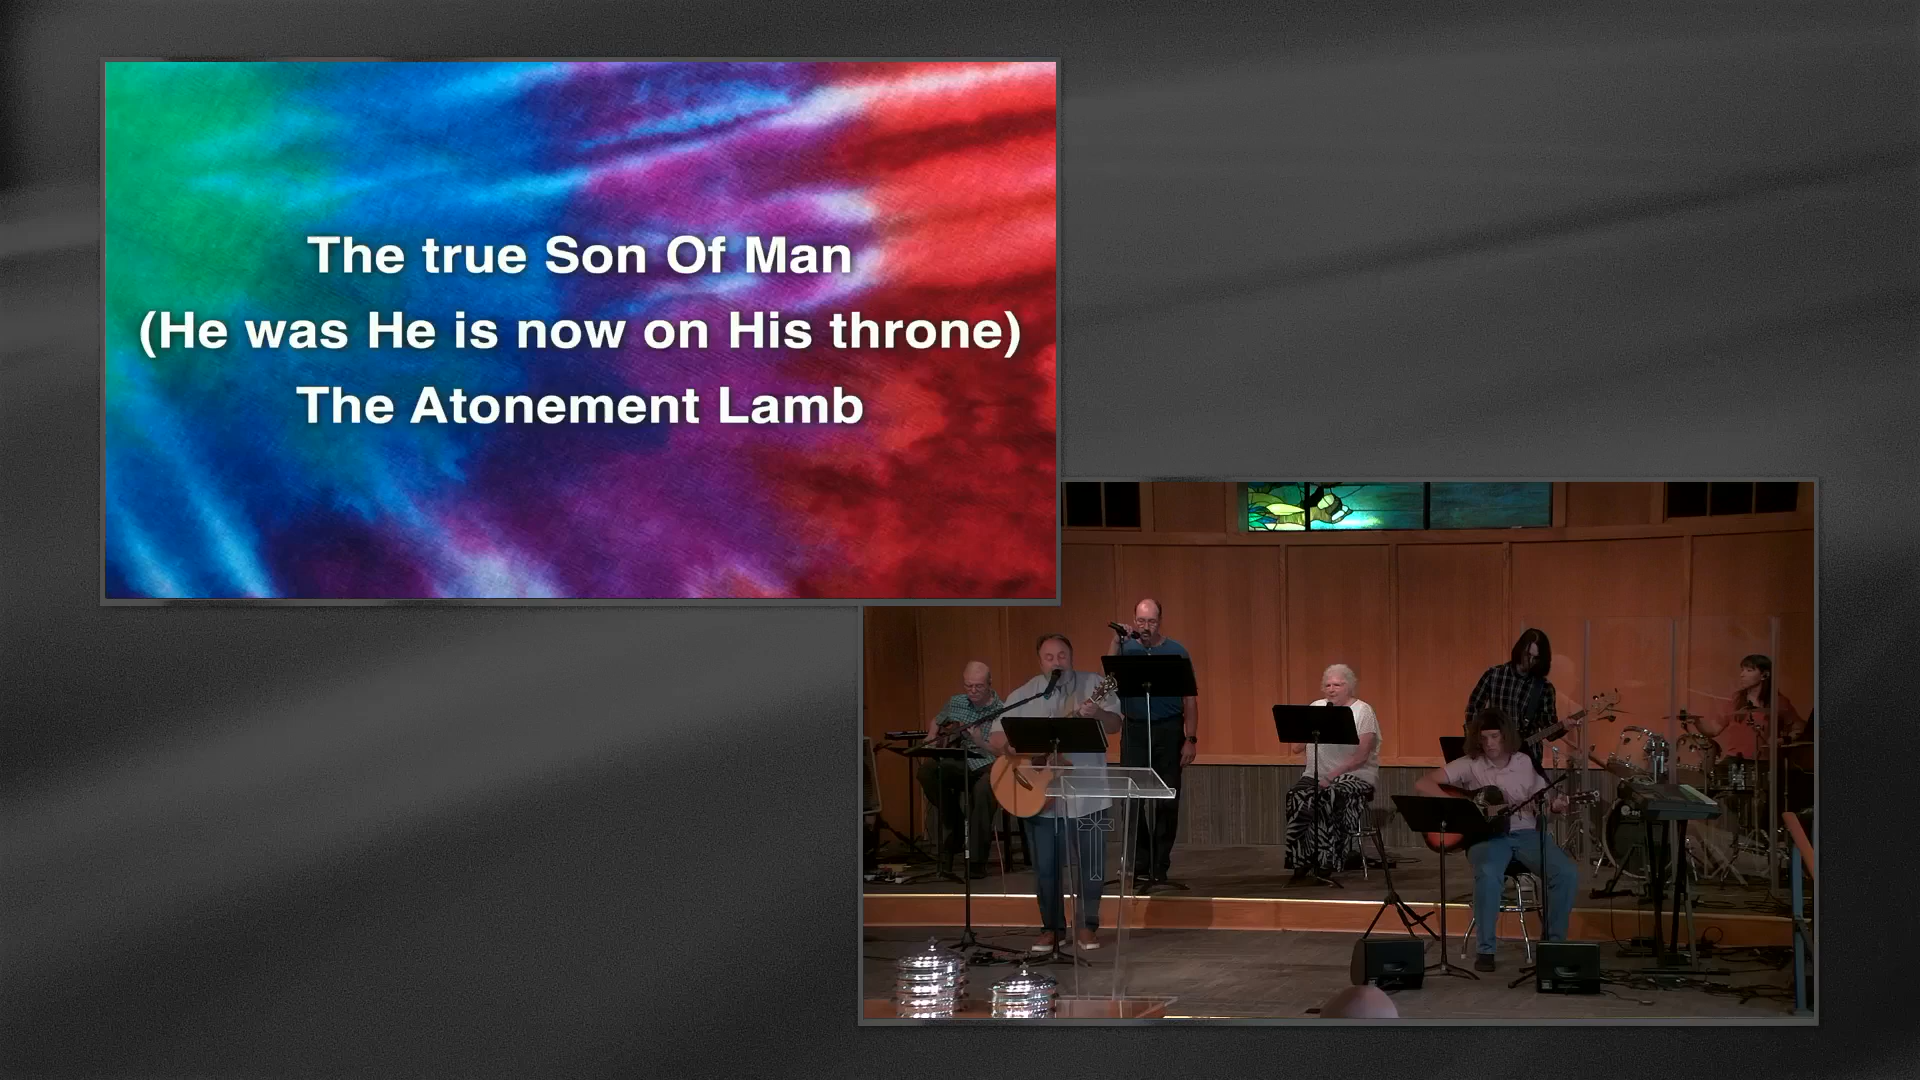 The true Son Of Man
(He was He is now on His throne)
The Atonement Lamb